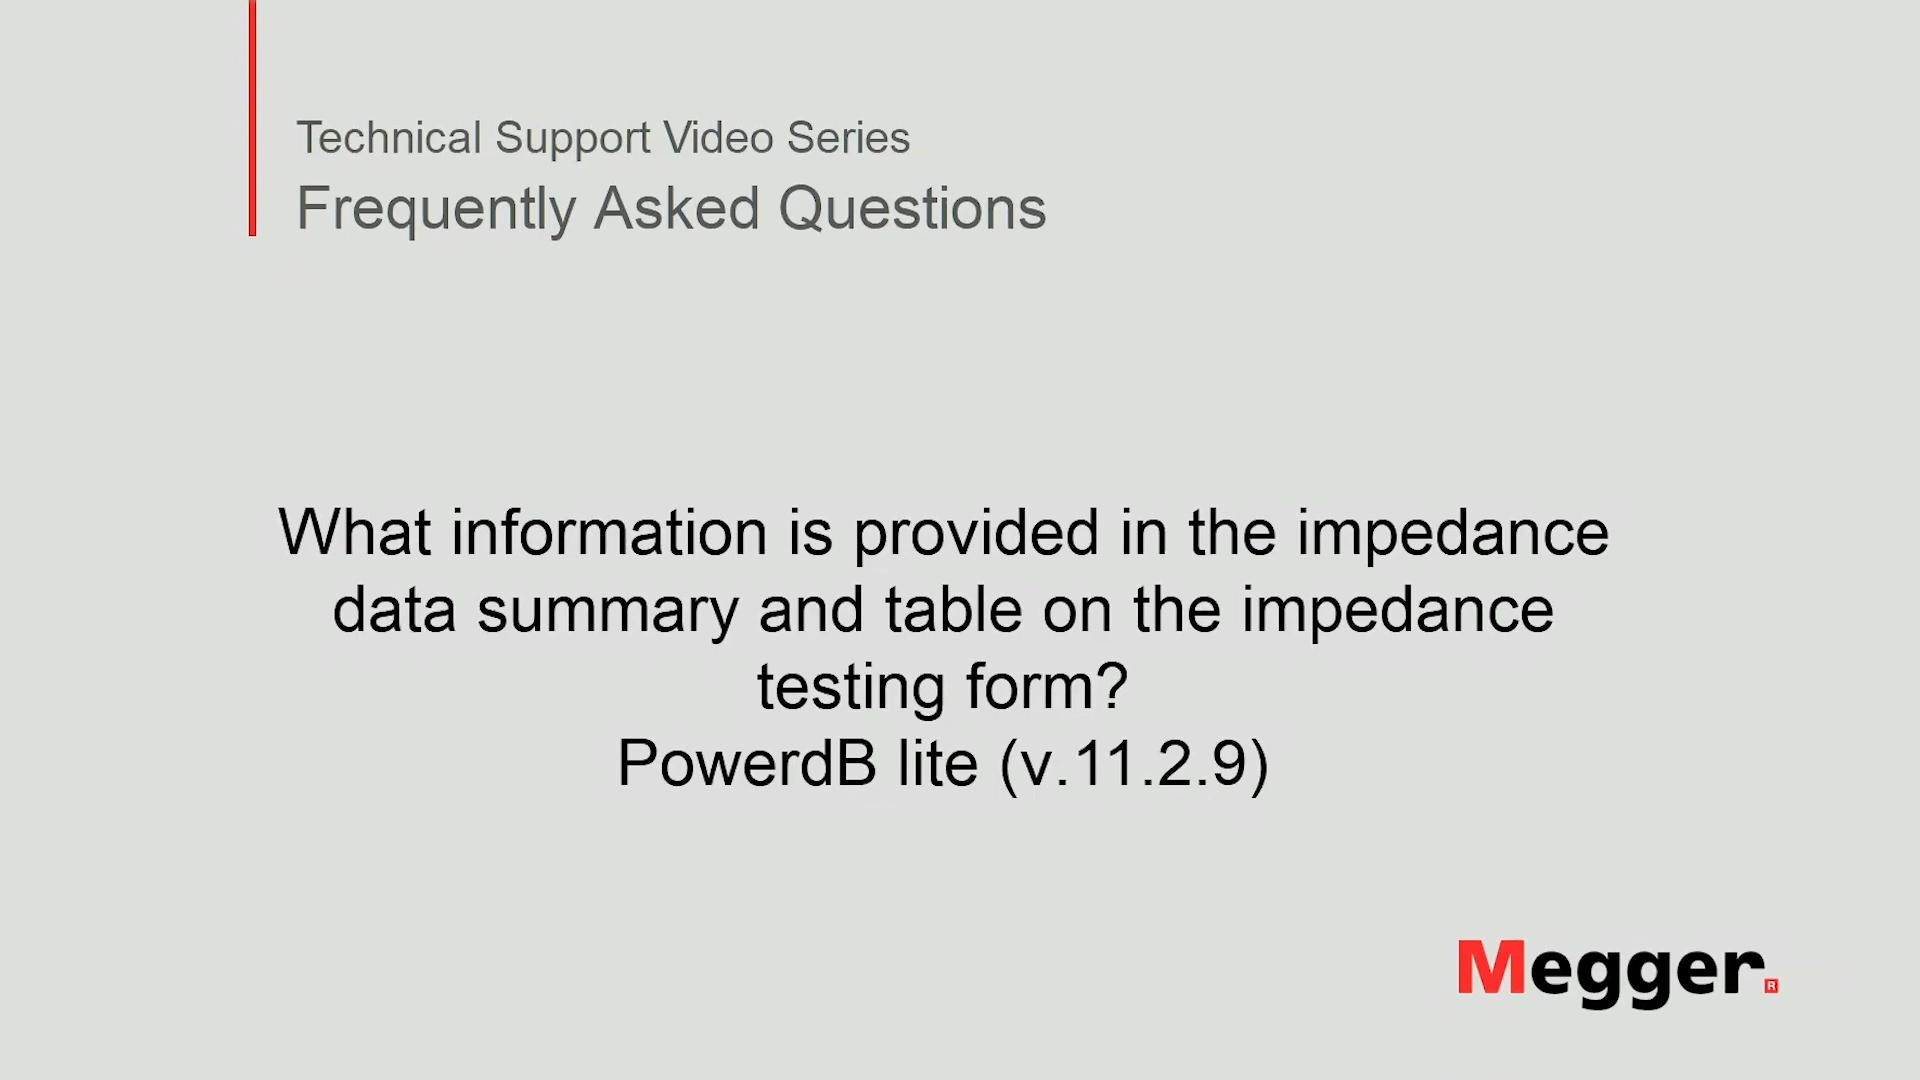 Technical Support Video Series
Frequently Asked Questions
What information is provided in the impedance
data summary and table on the impedance
testing form?
PowerdB lite (v.11.2.9)
Megger.®